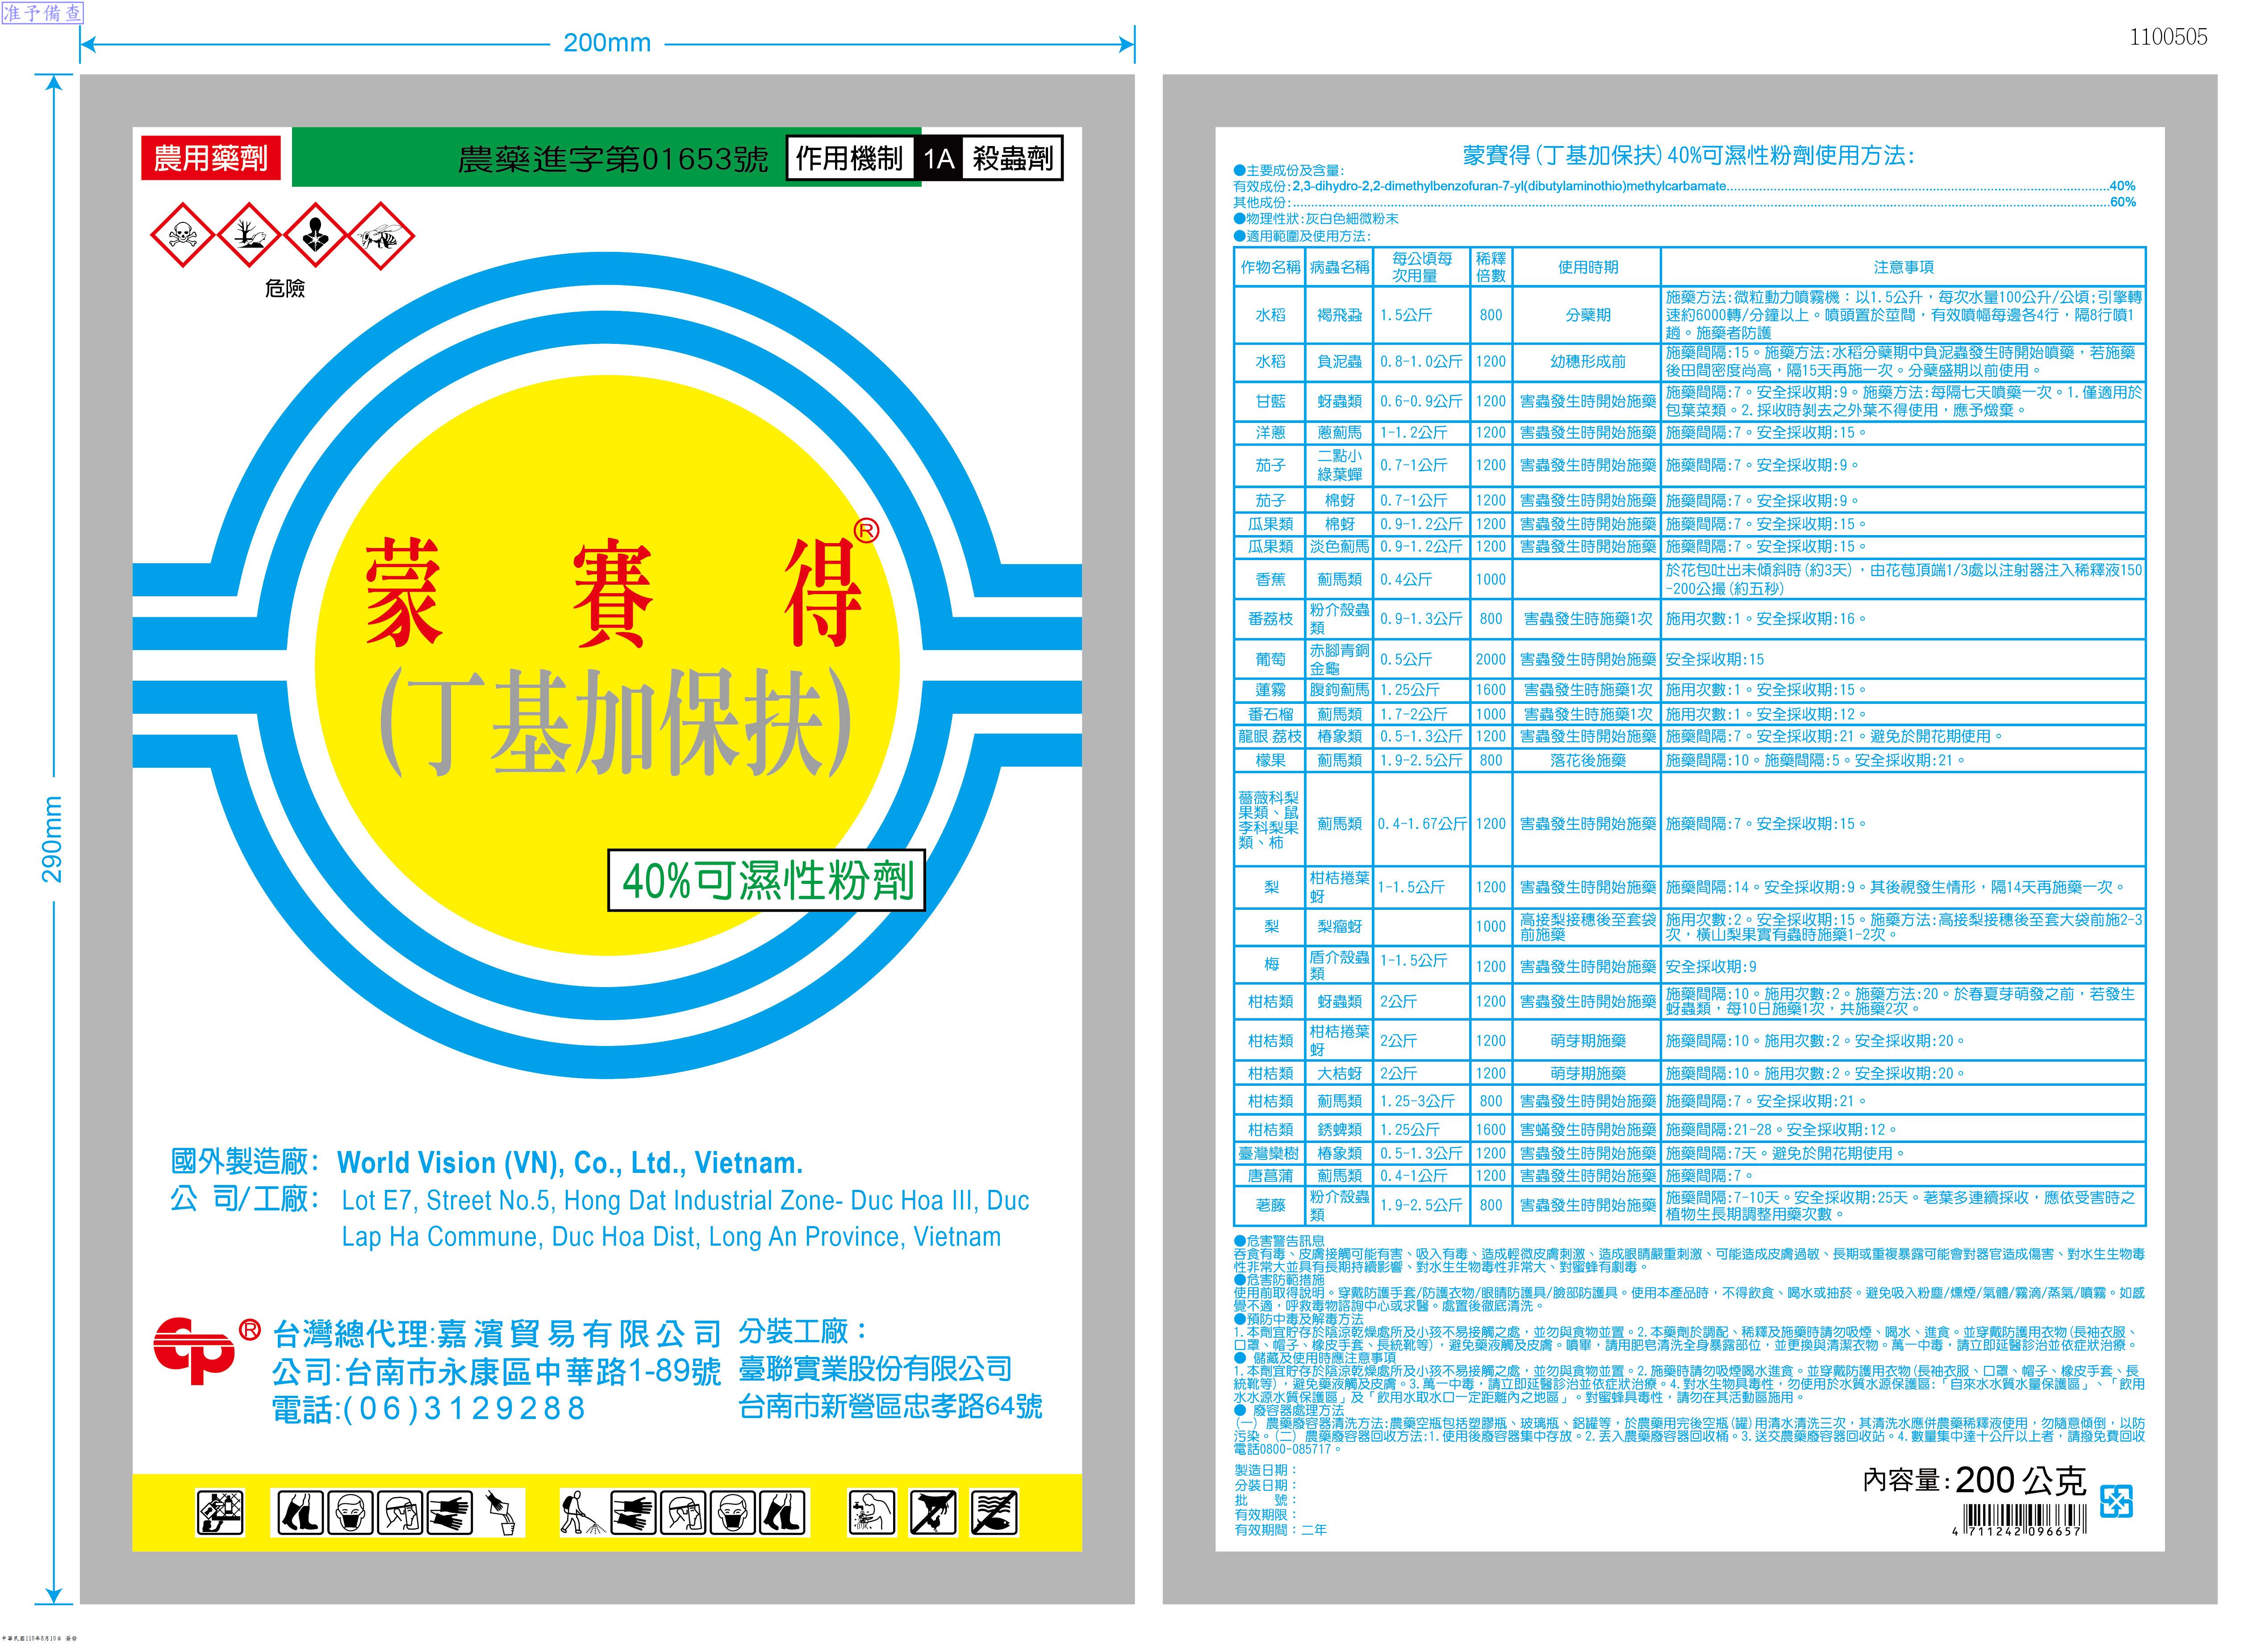 准予備查
200mm
1100505
290mm
農用藥劑
農藥進字第01653號
作用機制 1A 殺蟲劑
危險
蒙賽得®
(丁基加保扶)
40%可濕性粉劑
國外製造廠: World Vision (VN), Co., Ltd., Vietnam.
公 司/工廠: Lot E7, Street No.5, Hong Dat Industrial Zone- Duc Hoa III, Duc
Lap Ha Commune, Duc Hoa Dist, Long An Province, Vietnam
CP®
台灣總代理:嘉濱貿易有限公司
公司:台南市永康區中華路1-89號
電話:(06)3129288
分裝工廠：
臺聯實業股份有限公司
台南市新營區忠孝路64號
蒙賽得(丁基加保扶)40%可濕性粉劑使用方法:
●主要成份及含量:
有效成份:2,3-dihydro-2,2-dimethylbenzofuran-7-yl(dibutylaminothio)methylcarbamate....40%
其他成份:....60%
●物理性狀:灰白色細微粉末
●適用範圍及使用方法:
作物名稱 病蟲名稱 每公頃每次用量 稀釋倍數 使用時期 注意事項
水稻 褐飛蝨 1.5公斤 800 分蘗期 施藥方法:微粒動力噴霧機：以1.5公升，每次水量100公升/公頃;引擎轉
速約6000轉/分鐘以上。噴頭置於莖間，有效噴幅每邊各4行，隔8行噴1
趟。施藥者防護
水稻 負泥蟲 0.8-1.0公斤 1200 幼穗形成前 施藥間隔:15。施藥方法:水稻分蘗期中負泥蟲發生時開始噴藥，若施藥
後田間密度尚高，隔15天再施一次。分蘗盛期以前使用。
甘藍 蚜蟲類 0.6-0.9公斤 1200 害蟲發生時開始施藥 施藥間隔:7。安全採收期:9。施藥方法:每隔七天噴藥一次。1.僅適用於
包葉菜類。2.採收時剝去之外葉不得使用，應予燬棄。
洋蔥 蔥薊馬 1-1.2公斤 1200 害蟲發生時開始施藥 施藥間隔:7。安全採收期:15。
茄子 二點小綠葉蟬 0.7-1公斤 1200 害蟲發生時開始施藥 施藥間隔:7。安全採收期:9。
茄子 棉蚜 0.7-1公斤 1200 害蟲發生時開始施藥 施藥間隔:7。安全採收期:9。
瓜果類 棉蚜 0.9-1.2公斤 1200 害蟲發生時開始施藥 施藥間隔:7。安全採收期:15。
瓜果類 淡色薊馬 0.9-1.2公斤 1200 害蟲發生時開始施藥 施藥間隔:7。安全採收期:15。
香蕉 薊馬類 0.4公斤 1000 於花包吐出未傾斜時(約3天)，由花苞頂端1/3處以注射器注入稀釋液150
-200公撮(約五秒)
番荔枝 粉介殼蟲類 0.9-1.3公斤 800 害蟲發生時施藥1次 施用次數:1。安全採收期:16。
葡萄 赤腳青銅金龜 0.5公斤 2000 害蟲發生時開始施藥 安全採收期:15
蓮霧 腹鉤薊馬 1.25公斤 1600 害蟲發生時施藥1次 施用次數:1。安全採收期:15。
番石榴 薊馬類 1.7-2公斤 1000 害蟲發生時施藥1次 施用次數:1。安全採收期:12。
龍眼 荔枝 椿象類 0.5-1.3公斤 1200 害蟲發生時開始施藥 施藥間隔:7。安全採收期:21。避免於開花期使用。
檬果 薊馬類 1.9-2.5公斤 800 落花後施藥 施藥間隔:10。施藥間隔:5。安全採收期:21。
薔薇科梨果類、鼠李科梨果類、柿 薊馬類 0.4-1.67公斤 1200 害蟲發生時開始施藥 施藥間隔:7。安全採收期:15。
梨 柑桔捲葉蚜 1-1.5公斤 1200 害蟲發生時開始施藥 施藥間隔:14。安全採收期:9。其後視發生情形，隔14天再施藥一次。
梨 梨瘤蚜 1000 高接梨接穗後至套袋前施藥 施用次數:2。安全採收期:15。施藥方法:高接梨接穗後至套大袋前施2-3
次，橫山梨果實有蟲時施藥1-2次。
梅 盾介殼蟲類 1-1.5公斤 1200 害蟲發生時開始施藥 安全採收期:9
柑桔類 蚜蟲類 2公斤 1200 害蟲發生時開始施藥 施藥間隔:10。施用次數:2。施藥方法:20。於春夏芽萌發之前，若發生
蚜蟲類，每10日施藥1次，共施藥2次。
柑桔類 柑桔捲葉蚜 2公斤 1200 萌芽期施藥 施藥間隔:10。施用次數:2。安全採收期:20。
柑桔類 大桔蚜 2公斤 1200 萌芽期施藥 施藥間隔:10。施用次數:2。安全採收期:20。
柑桔類 薊馬類 1.25-3公斤 800 害蟲發生時開始施藥 施藥間隔:7。安全採收期:21。
柑桔類 銹蜱類 1.25公斤 1600 害蟎發生時開始施藥 施藥間隔:21-28。安全採收期:12。
臺灣欒樹 椿象類 0.5-1.3公斤 1200 害蟲發生時開始施藥 施藥間隔:7天。避免於開花期使用。
唐菖蒲 薊馬類 0.4-1公斤 1200 害蟲發生時開始施藥 施藥間隔:7。
荖藤 粉介殼蟲類 1.9-2.5公斤 800 害蟲發生時開始施藥 施藥間隔:7-10天。安全採收期:25天。荖葉多連續採收，應依受害時之
植物生長期調整用藥次數。
●危害警告訊息
吞食有毒、皮膚接觸可能有害、吸入有毒、造成輕微皮膚刺激、造成眼睛嚴重刺激、可能造成皮膚過敏、長期或重複暴露可能會對器官造成傷害、對水生生物毒
性非常大並具有長期持續影響、對水生生物毒性非常大、對蜜蜂有劇毒。
●危害防範措施
使用前取得說明。穿戴防護手套/防護衣物/眼睛防護具/臉部防護具。使用本產品時，不得飲食、喝水或抽菸。避免吸入粉塵/燻煙/氣體/霧滴/蒸氣/噴霧。如感
覺不適，呼救毒物諮詢中心或求醫。處置後徹底清洗。
●預防中毒及解毒方法
1.本劑宜貯存於陰涼乾燥處所及小孩不易接觸之處，並勿與食物並置。2.本藥劑於調配、稀釋及施藥時請勿吸煙、喝水、進食。並穿戴防護用衣物(長袖衣服、
口罩、帽子、橡皮手套、長統靴等)，避免藥液觸及皮膚。噴畢，請用肥皂清洗全身暴露部位，並更換與清潔衣物。萬一中毒，請立即延醫診治並依症狀治療。
● 儲藏及使用時應注意事項
1.本劑宜貯存於陰涼乾燥處所及小孩不易接觸之處，並勿與食物並置。2.施藥時請勿吸煙喝水進食。並穿戴防護用衣物(長袖衣服、口罩、帽子、橡皮手套、長
統靴等)，避免藥液觸及皮膚。3.萬一中毒，請立即延醫診治並依症狀治療。4.對水生物具毒性，勿使用於水質水源保護區:「自來水水質水量保護區」、「飲用
水水源水質保護區」及「飲用水取水口一定距離內之地區」。對蜜蜂具毒性，請勿在其活動區施用。
● 廢容器處理方法
(一) 農藥廢容器清洗方法:農藥空瓶包括塑膠瓶、玻璃瓶、鋁罐等，於農藥用完後空瓶(罐)用清水清洗三次，其清洗水應併農藥稀釋液使用，勿隨意傾倒，以防
污染。(二) 農藥廢容器回收方法:1.使用後廢容器集中存放。2.丟入農藥廢容器回收桶。3.送交農藥廢容器回收站。4.數量集中達十公斤以上者，請撥免費回收
電話0800-085717。
製造日期：
分裝日期：
批 號：
有效期限：
有效期間：二年
內容量:200公克
4 711242 096657
中華民國110年5月10日 簽發